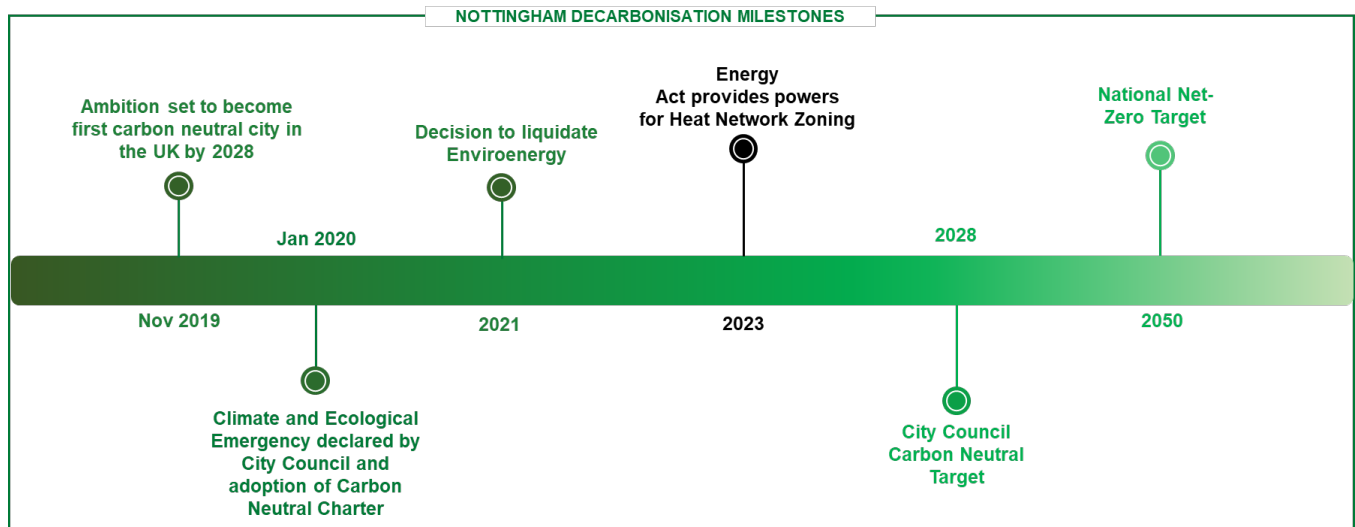 NOTTINGHAM DECARBONISATION MILESTONES
Ambition set to become
first carbon neutral city in
the UK by 2028
Decision to liquidate
Enviroenergy
Energy
Act provides powers
for Heat Network Zoning
National Net-
Zero Target
Jan 2020
2028
Nov 2019
2021
2023
2050
Climate and Ecological
Emergency declared by
City Council and
adoption of Carbon
Neutral Charter
City Council
Carbon Neutral
Target